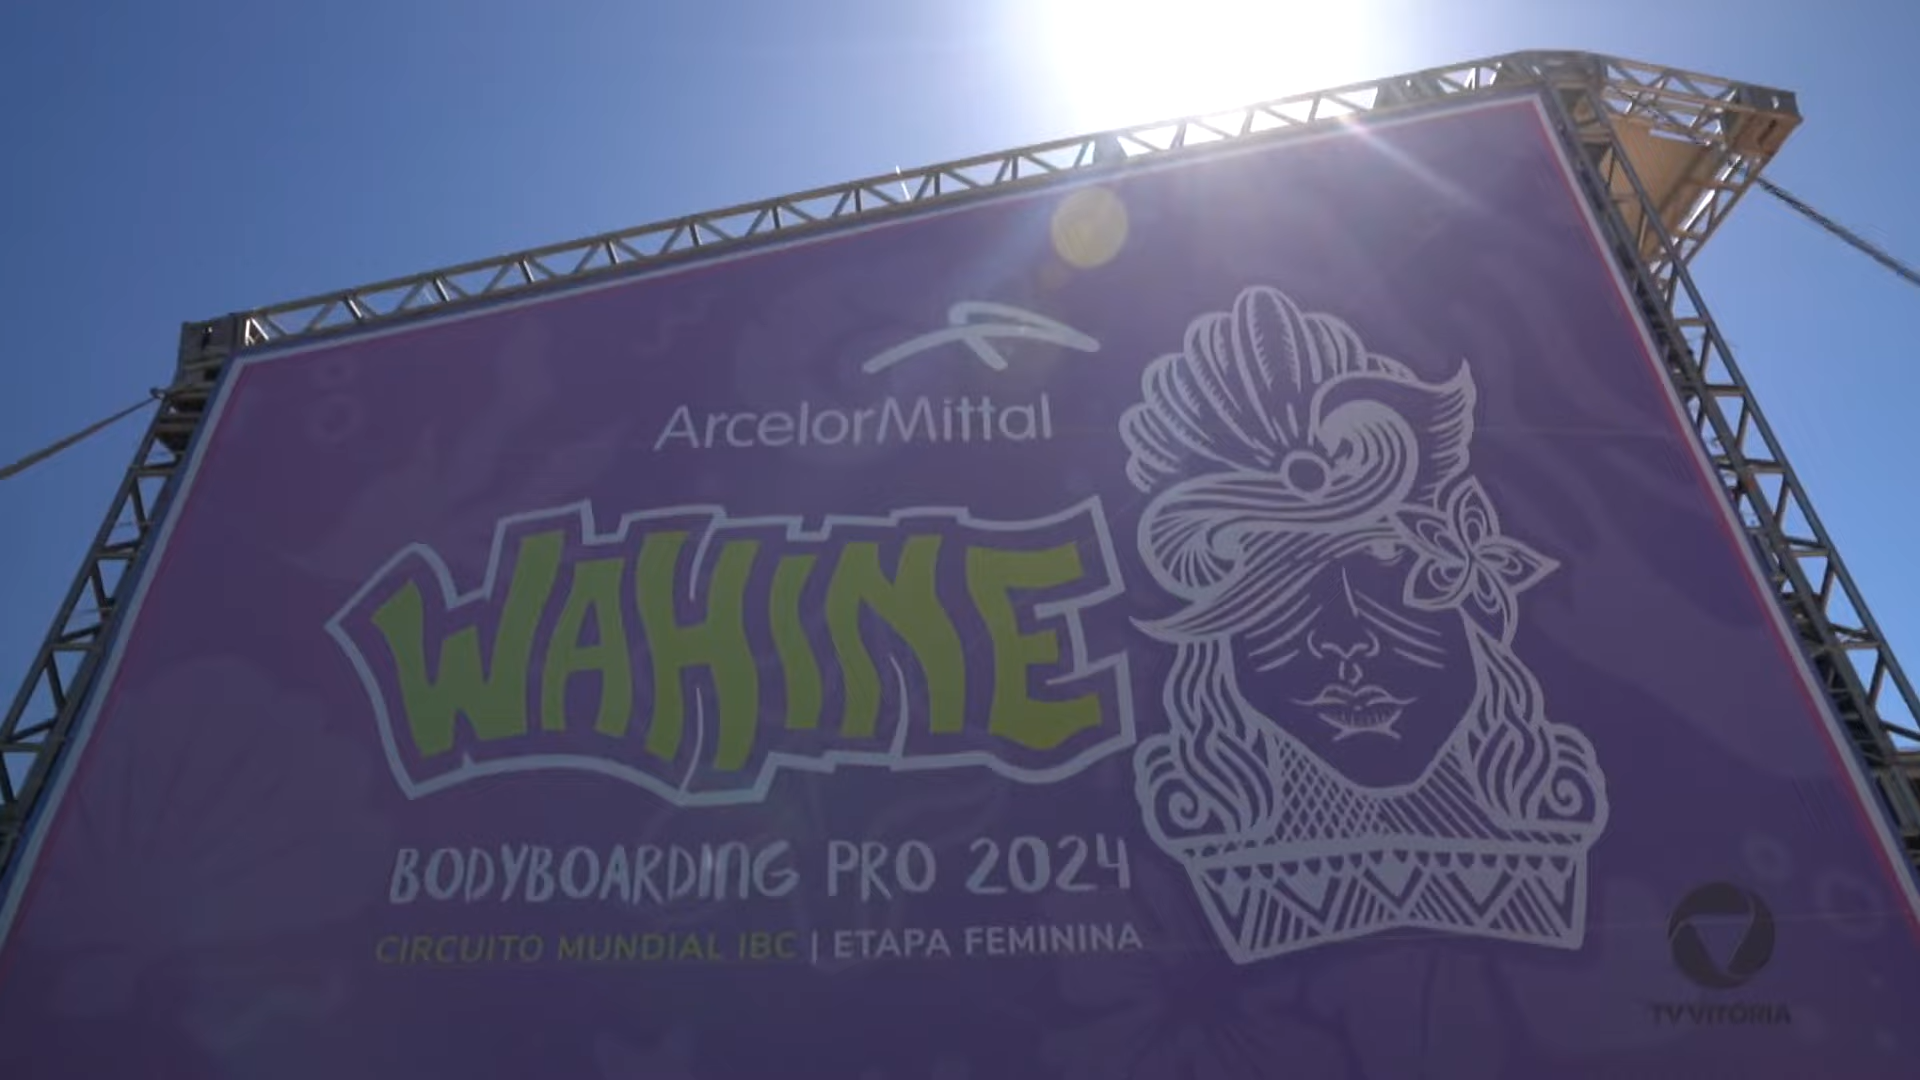 ArcelorMittal
WAHINE
BODYBOARDING PRO 2024
CIRCUITO MUNDIAL IBC | ETAPA FEMININA
TV VITÓRIA